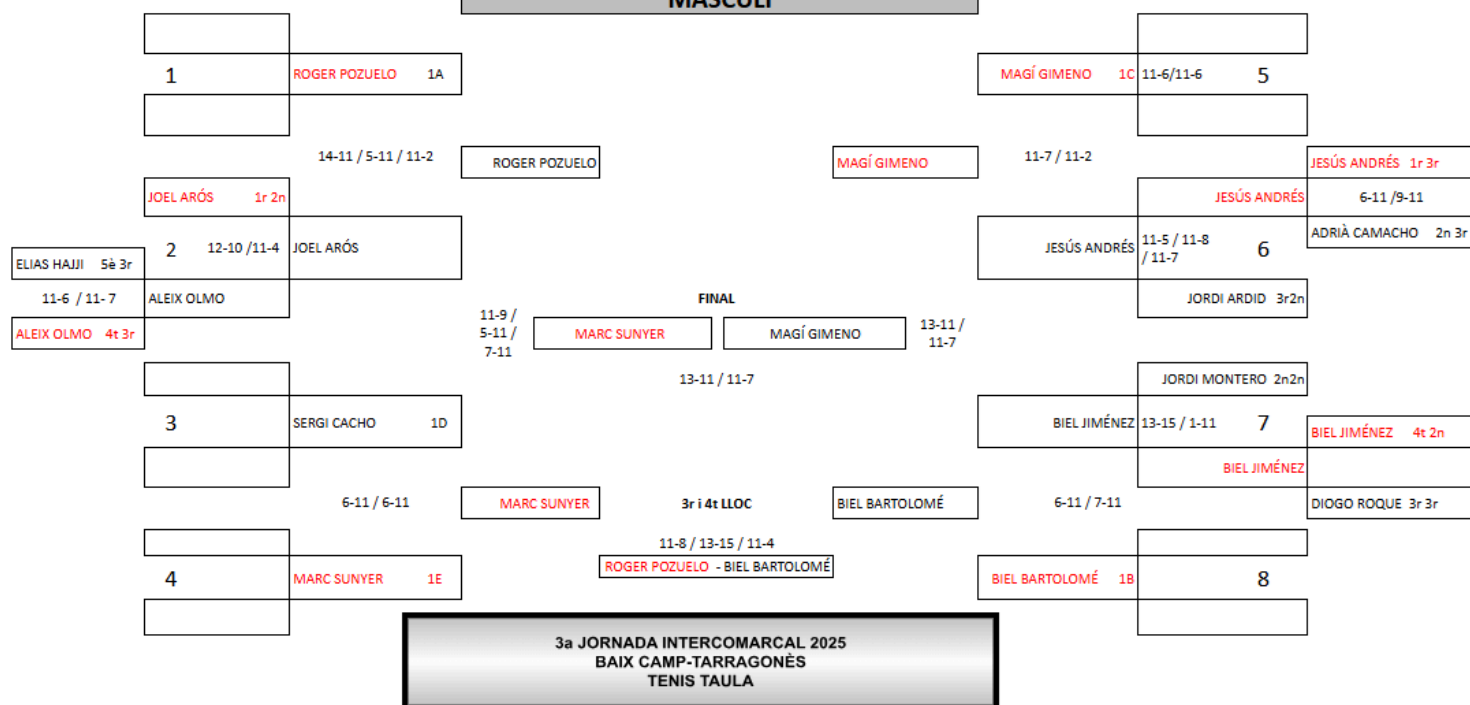 MASCULÍ
1
ROGER POZUELO 1A
MAGÍ GIMENO 1C
11-6/11-6
5
14-11 / 5-11 / 11-2
ROGER POZUELO
MAGÍ GIMENO
11-7 / 11-2
JESÚS ANDRÉS 1r 3r
JOEL ARÓS 1r 2n
JESÚS ANDRÉS
6-11 /9-11
2
12-10 /11-4
JOEL ARÓS
JESÚS ANDRÉS
11-5 / 11-8
/ 11-7
6
ADRIÀ CAMACHO 2n 3r
ELIAS HAJJI 5è 3r
11-6 / 11- 7
ALEIX OLMO
FINAL
JORDI ARDID 3r2n
ALEIX OLMO 4t 3r
11-9 /
5-11 /
7-11
MARC SUNYER
MAGÍ GIMENO
13-11 /
11-7
13-11 / 11-7
JORDI MONTERO 2n2n
3
SERGI CACHO 1D
BIEL JIMÉNEZ
13-15 / 1-11
7
BIEL JIMÉNEZ 4t 2n
BIEL JIMÉNEZ
6-11 / 6-11
MARC SUNYER
3r i 4t LLOC
BIEL BARTOLOMÉ
6-11 / 7-11
DIOGO ROQUE 3r 3r
11-8 / 13-15 / 11-4
ROGER POZUELO - BIEL BARTOLOMÉ
4
MARC SUNYER 1E
BIEL BARTOLOMÉ 1B
8
3a JORNADA INTERCOMARCAL 2025
BAIX CAMP-TARRAGONÈS
TENIS TAULA